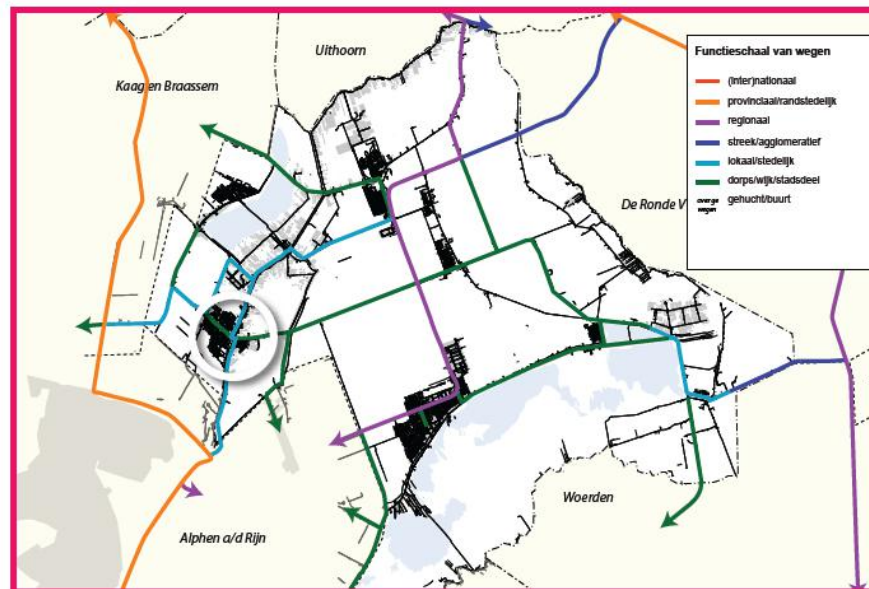 Uithoorn
Kaag en Braassem
De Ronde V
Woerden
Alphen a/d Rijn
Functieschaal van wegen
(inter)nationaal
provinciaal/randstedelijk
regionaal
streek/agglomeratief
lokaal/stedelijk
dorps/wijk/stadsdeel
overige
wegen
gehucht/buurt